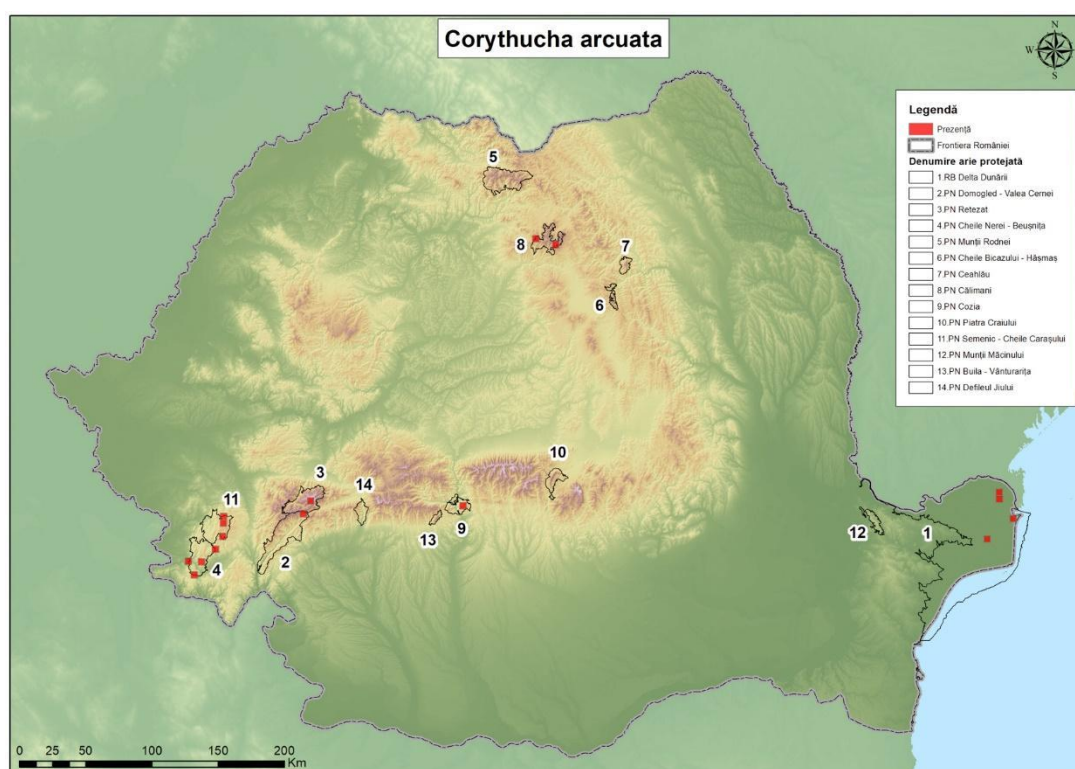 Corythucha arcuata
N
W
E
S
Legendă
Prezență
Frontiera României
Denumire arie protejată
1.RB Delta Dunării
2.PN Domogled - Valea Cernei
3.PN Retezat
4.PN Cheile Nerei - Beușnița
5.PN Munții Rodnei
6.PN Cheile Bicazului - Hășmaș
7.PN Ceahlău
8.PN Călimani
9.PN Cozia
10.PN Piatra Craiului
11.PN Semenic - Cheile Carașului
12.PN Munții Măcinului
13.PN Buila - Vânturarița
14.PN Defileul Jiului
5
8
7
6
10
3
14
11
9
13
12
1
4
2
0 25 50 100 150 200
Km